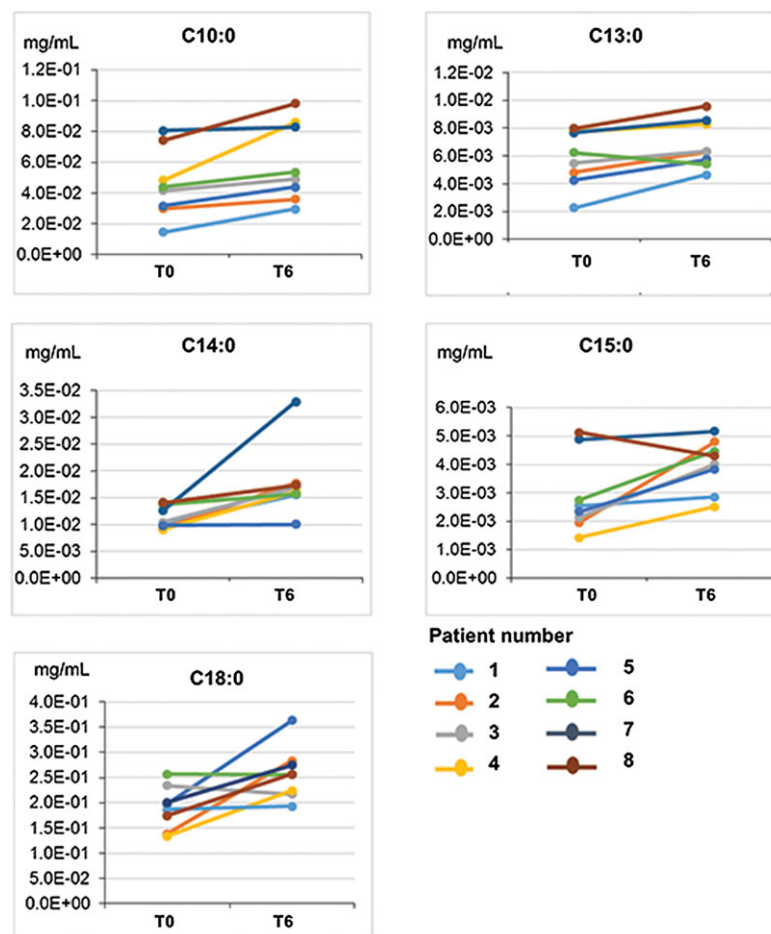 C10:0
mg/mL
1.2E-01
1.0E-01
8.0E-02
6.0E-02
4.0E-02
2.0E-02
0.0E+00
T0 T6
C13:0
mg/mL
1.2E-02
1.0E-02
8.0E-03
6.0E-03
4.0E-03
2.0E-03
0.0E+00
T0 T6
C14:0
mg/mL
3.5E-02
3.0E-02
2.5E-02
2.0E-02
1.5E-02
1.0E-02
5.0E-03
0.0E+00
T0 T6
C15:0
mg/mL
6.0E-03
5.0E-03
4.0E-03
3.0E-03
2.0E-03
1.0E-03
0.0E+00
T0 T6
mg/mL
C18:0
4.0E-01
3.5E-01
3.0E-01
2.5E-01
2.0E-01
1.5E-01
1.0E-01
5.0E-02
0.0E+00
T0 T6
Patient number
1 5
2 6
3 7
4 8